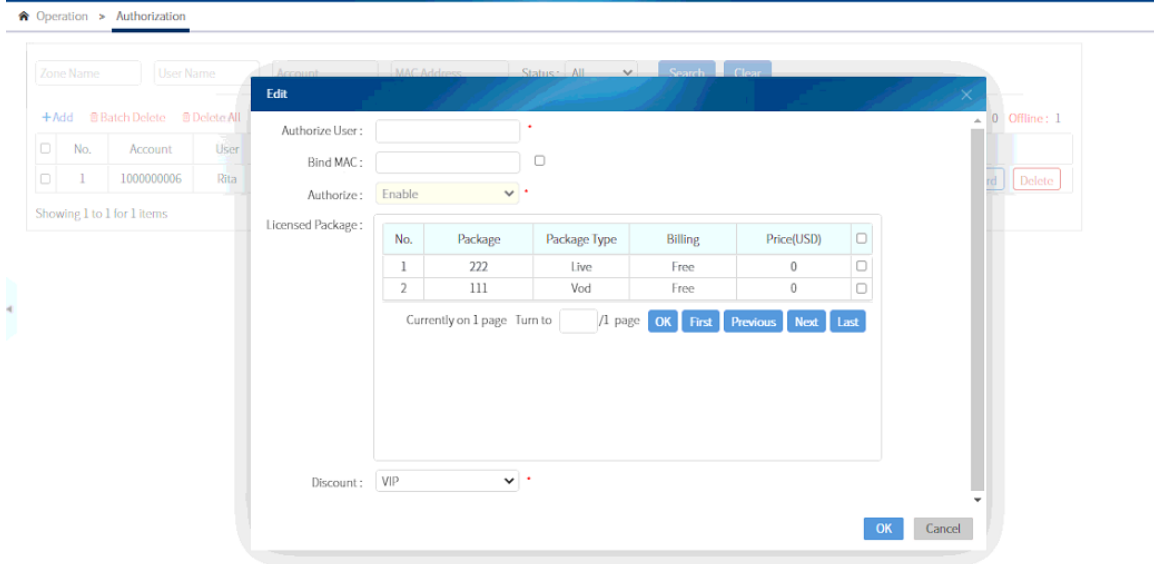 Operation > Authorization
Zone Name User Name Account MAC Address Status: All Search Clear
Edit
+Add Batch Delete Delete All 0 Offline: 1
Authorize User: *
No. Account User
Bind MAC:
1 1000000006 Rita rd Delete
Authorize: Enable *
Showing 1 to 1 for 1 items
Licensed Package:
No. Package Package Type Billing Price(USD)
1 222 Live Free 0
2 111 Vod Free 0
Currently on 1 page Turn to /1 page OK First Previous Next Last
Discount: VIP *
OK Cancel